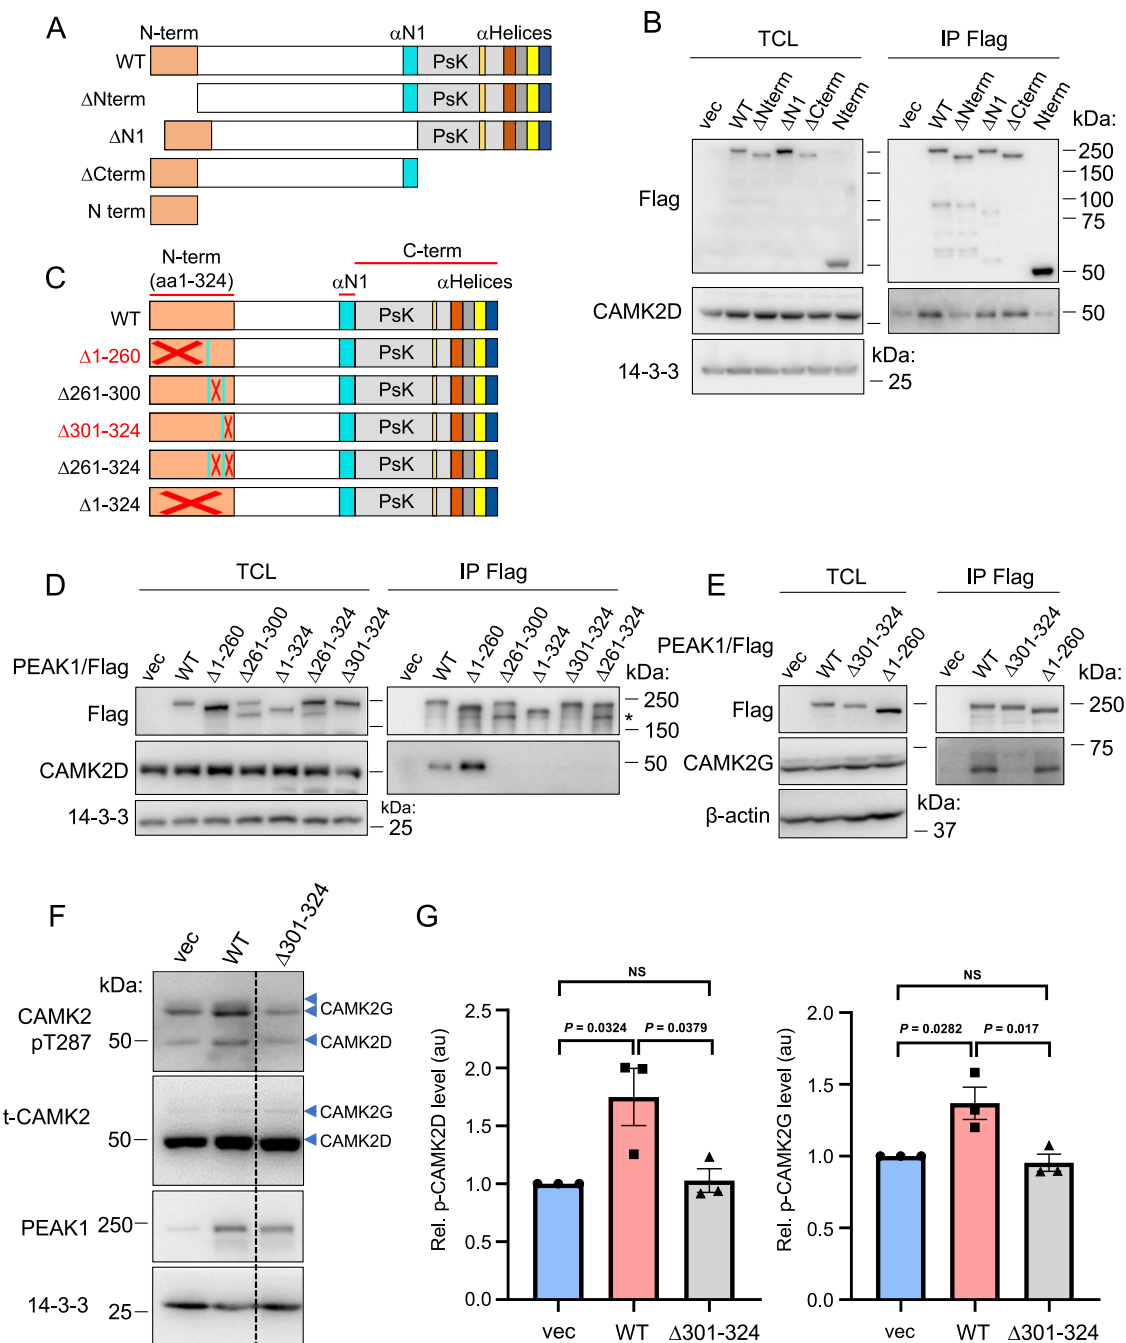 A
N-term αN1 αHelices
WT PsK
ΔNterm PsK
ΔN1 PsK
ΔCterm
N term
B
TCL IP Flag
vec WT ΔNterm ΔN1 ΔCterm Nterm vec WT ΔNterm ΔN1 ΔCterm Nterm kDa:
Flag
250
150
100
75
50
CAMK2D 50
14-3-3 kDa:
25
C
N-term
(aa1-324) αN1 C-term
αHelices
WT PsK
Δ1-260 PsK
Δ261-300 PsK
Δ301-324 PsK
Δ261-324 PsK
Δ1-324 PsK
D
TCL IP Flag
PEAK1/Flag vec WT Δ1-260 Δ261-300 Δ1-324 Δ261-324 Δ301-324 vec WT Δ1-260 Δ261-300 Δ1-324 Δ301-324 Δ261-324 kDa:
Flag 250
*
150
CAMK2D 50
14-3-3 kDa:
25
E
TCL IP Flag
PEAK1/Flag vec WT Δ301-324 Δ1-260 vec WT Δ301-324 Δ1-260 kDa:
Flag 250
75
CAMK2G
β-actin kDa:
37
F
vec WT Δ301-324
kDa:
CAMK2 pT287 50 CAMK2G
CAMK2D
t-CAMK2 50 CAMK2G
CAMK2D
PEAK1 250
14-3-3 25
G
Rel. p-CAMK2D level (au)
2.5
2.0
1.5
1.0
0.5
0.0
NS
P = 0.0324 P = 0.0379
vec WT Δ301-324
Rel. p-CAMK2G level (au)
2.0
1.5
1.0
0.5
0.0
NS
P = 0.0282 P = 0.017
vec WT Δ301-324